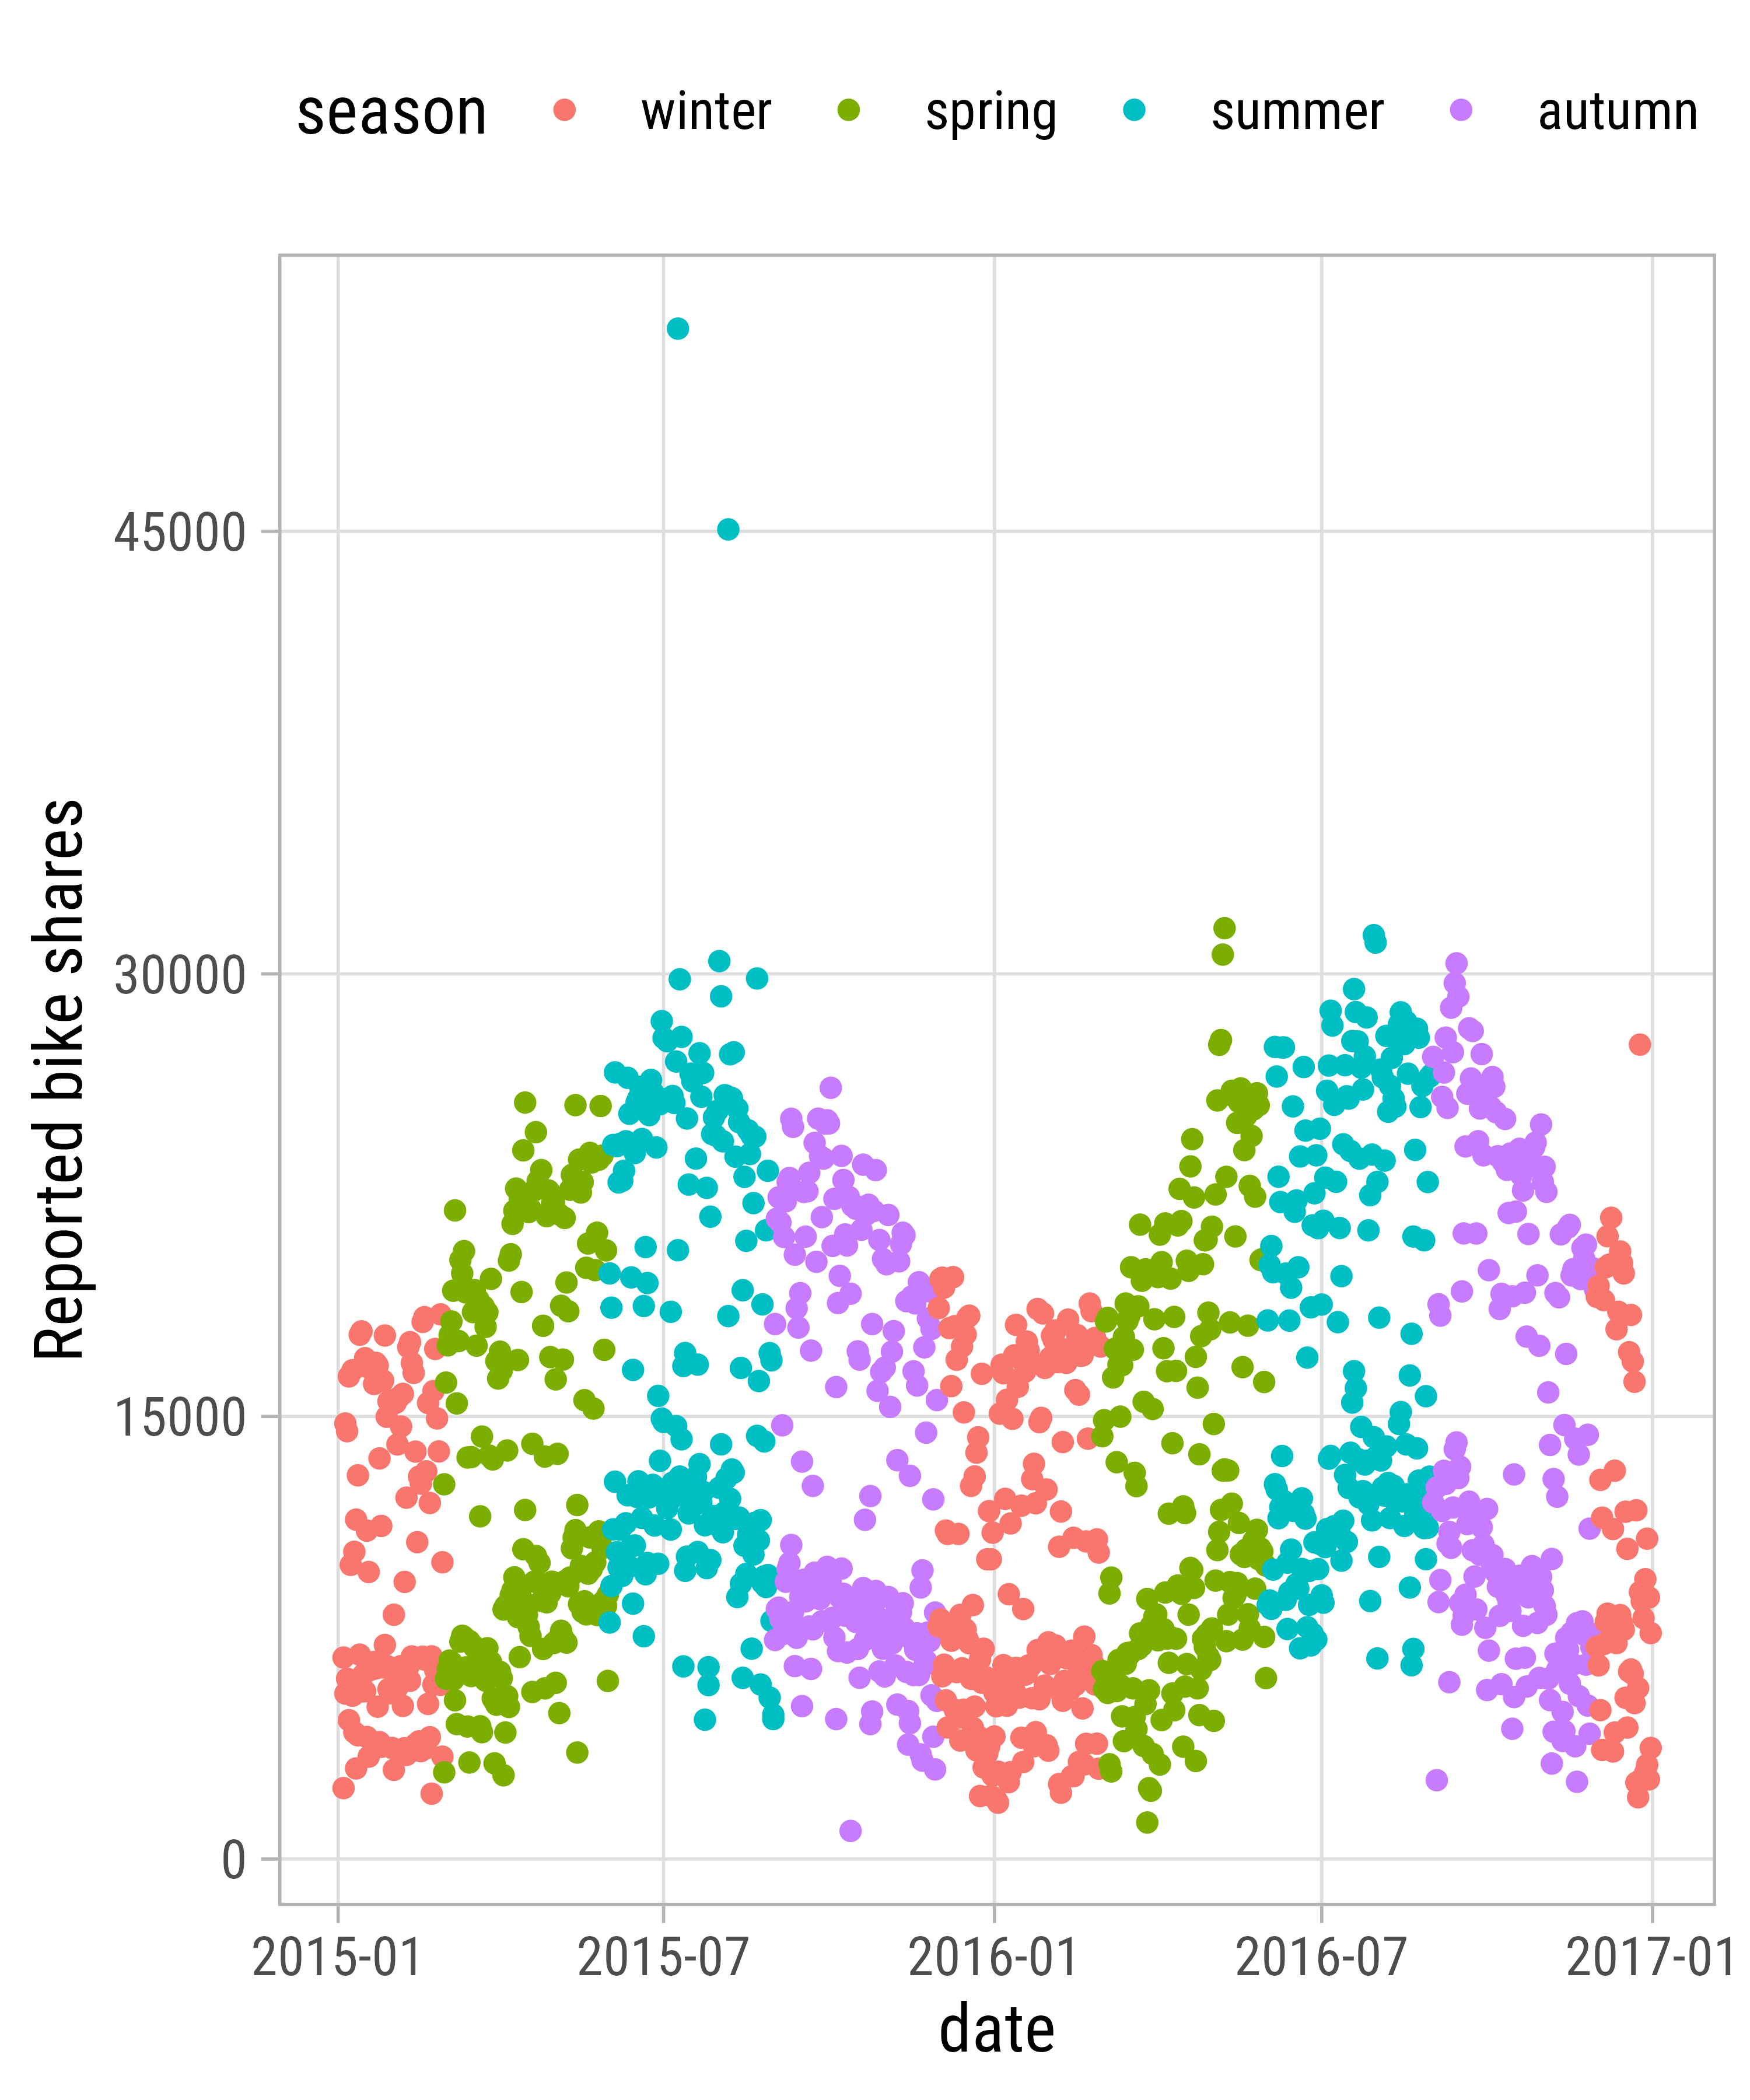 season winter spring summer autumn
Reported bike shares
45000
30000
15000
0
2015-01 2015-07 2016-01 2016-07 2017-01
date